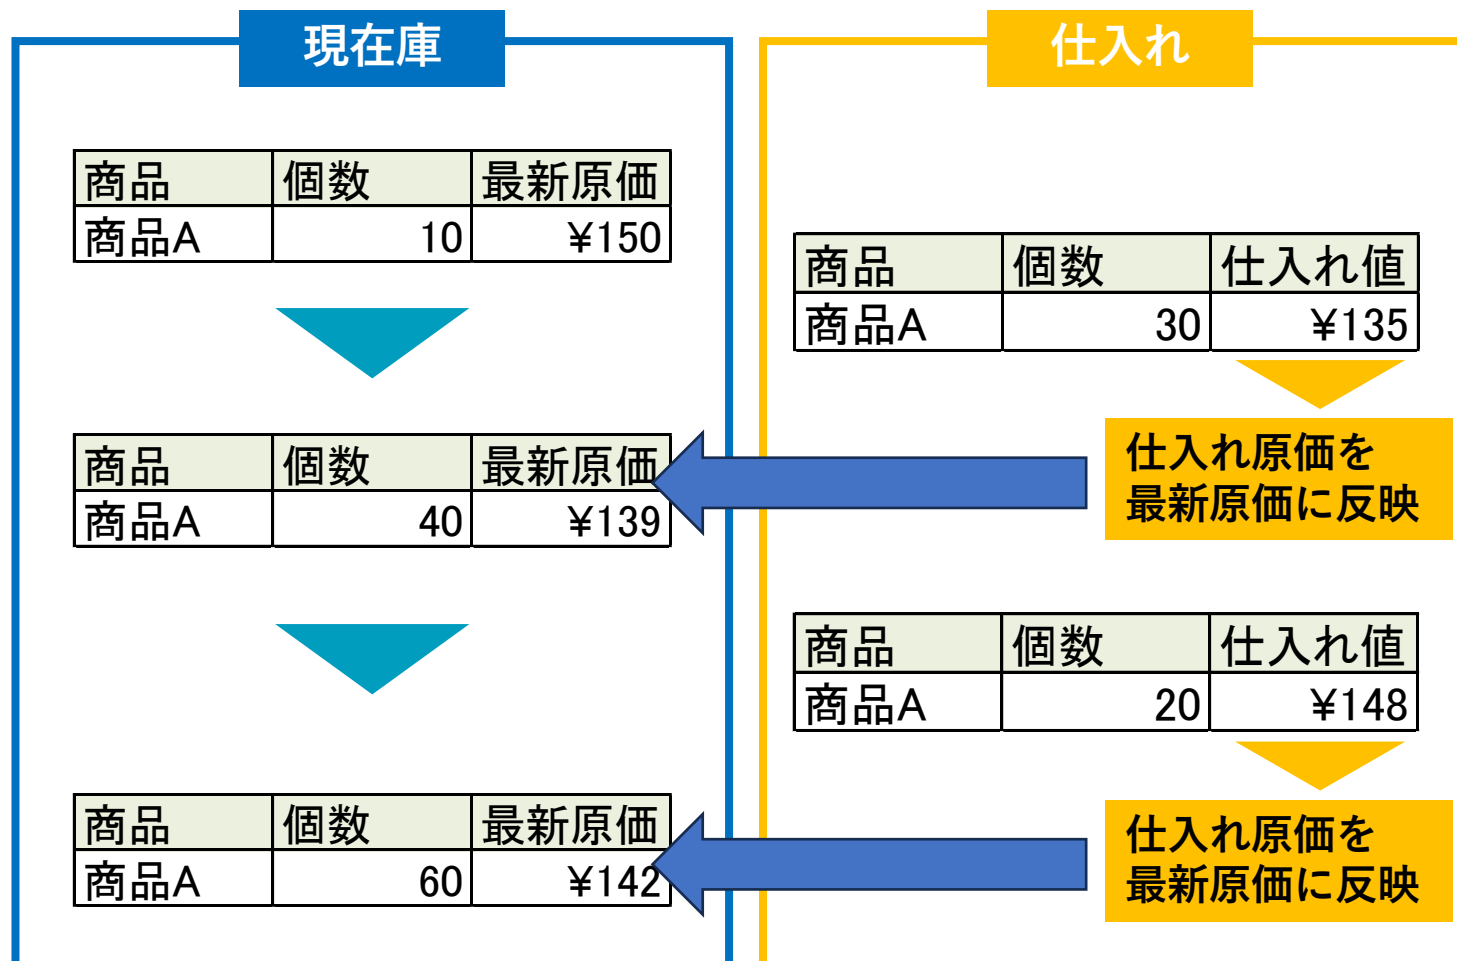 現在庫
商品 個数 最新原価
商品A 10 ¥150
商品 個数 最新原価
商品A 40 ¥139
商品 個数 最新原価
商品A 60 ¥142
仕入れ
商品 個数 仕入れ値
商品A 30 ¥135
仕入れ原価を
最新原価に反映
商品 個数 仕入れ値
商品A 20 ¥148
仕入れ原価を
最新原価に反映